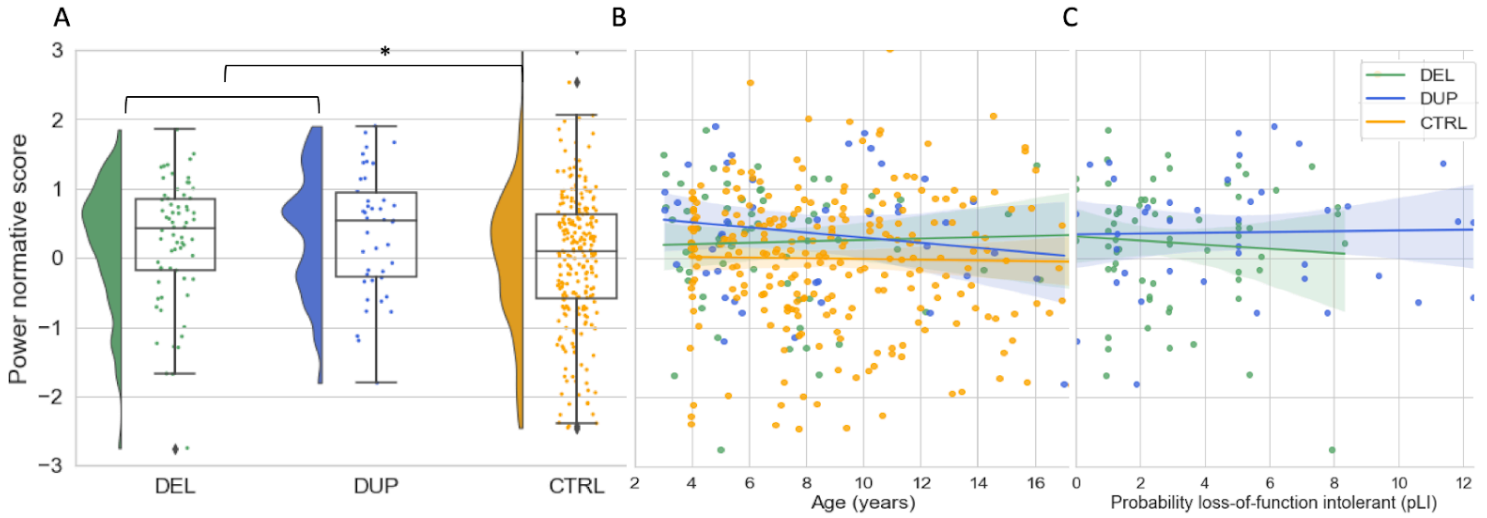 A
B
C
*
Power normative score
3
2
1
0
−1
−2
−3
DEL
DUP
CTRL
2
4
6
8
10
12
14
16
Age (years)
DEL
DUP
CTRL
0
2
4
6
8
10
12
Probability loss-of-function intolerant (pLI)